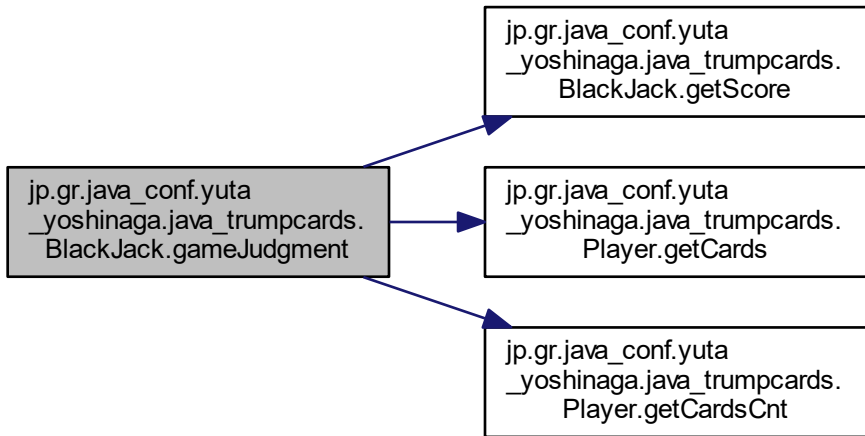 jp.gr.java_conf.yuta
_yoshinaga.java_trumpcards.
BlackJack.gameJudgment
jp.gr.java_conf.yuta
_yoshinaga.java_trumpcards.
BlackJack.getScore
jp.gr.java_conf.yuta
_yoshinaga.java_trumpcards.
Player.getCards
jp.gr.java_conf.yuta
_yoshinaga.java_trumpcards.
Player.getCardsCnt